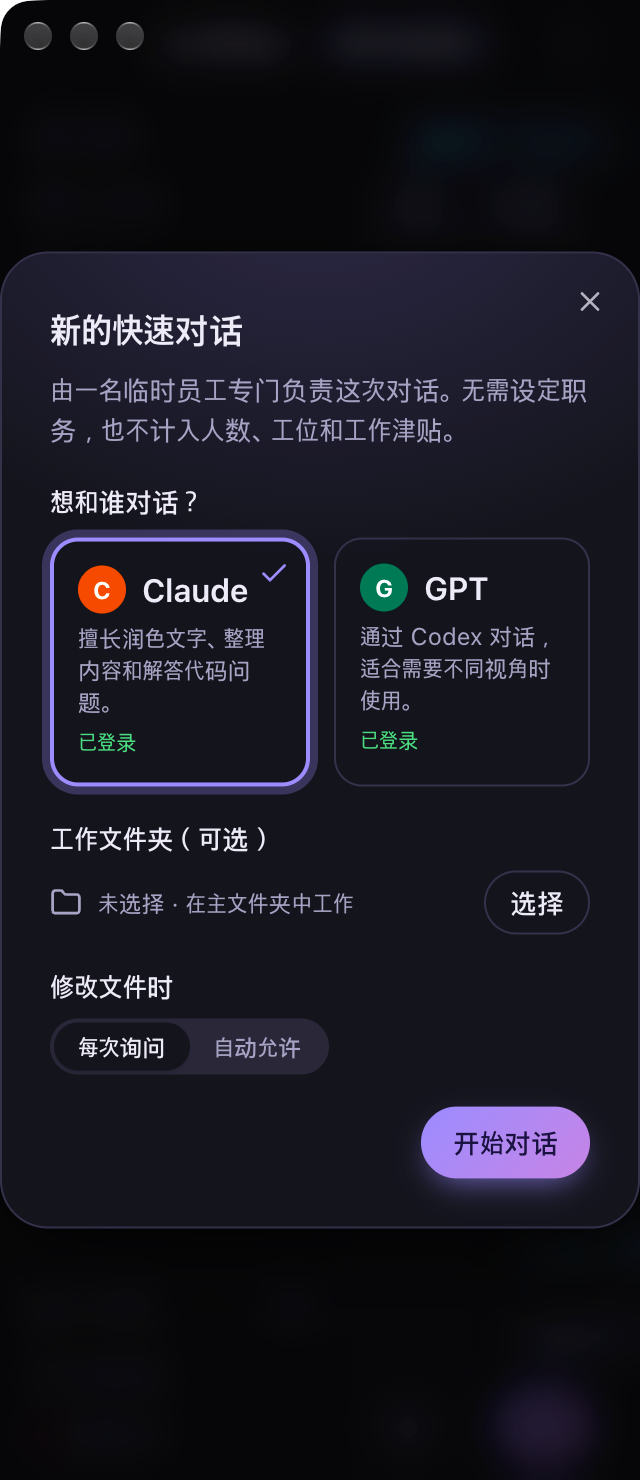 新的快速对话
由一名临时员工专门负责这次对话。无需设定职
务，也不计入人数、工位和工作津贴。
想和谁对话？
C Claude
擅长润色文字、整理
内容和解答代码问
题。
已登录
G GPT
通过 Codex 对话，
适合需要不同视角时
使用。
已登录
工作文件夹（可选）
未选择 · 在主文件夹中工作
选择
修改文件时
每次询问 自动允许
开始对话